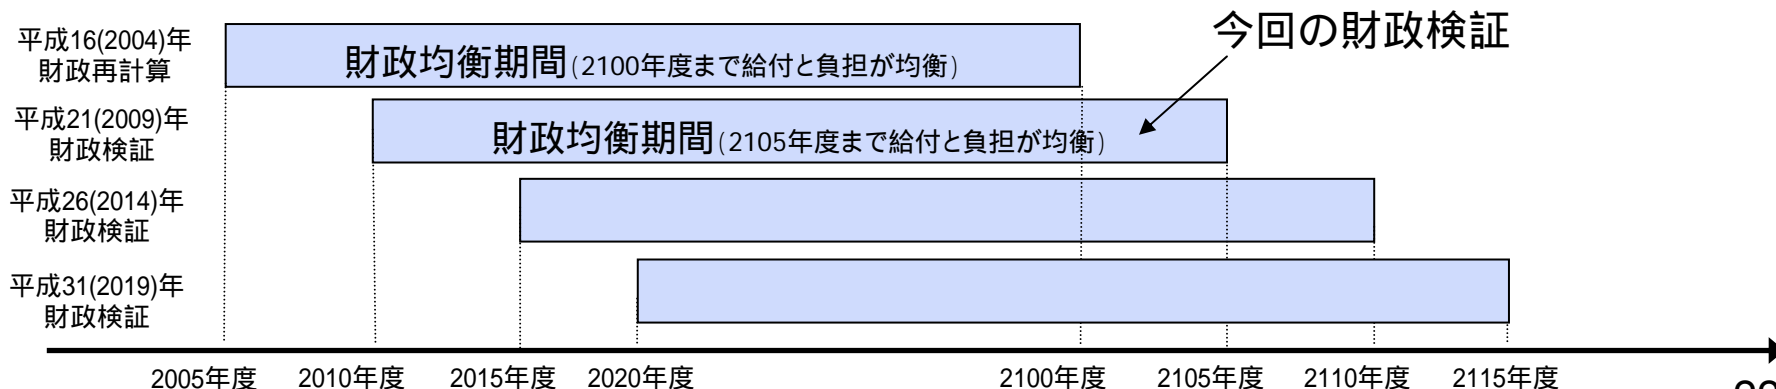 今回の財政検証
平成16(2004)年
財政再計算
財政均衡期間(2100年度まで給付と負担が均衡)
平成21(2009)年
財政検証
財政均衡期間(2105年度まで給付と負担が均衡)
平成26(2014)年
財政検証
平成31(2019)年
財政検証
2005年度 2010年度 2015年度 2020年度 2100年度 2105年度 2110年度 2115年度